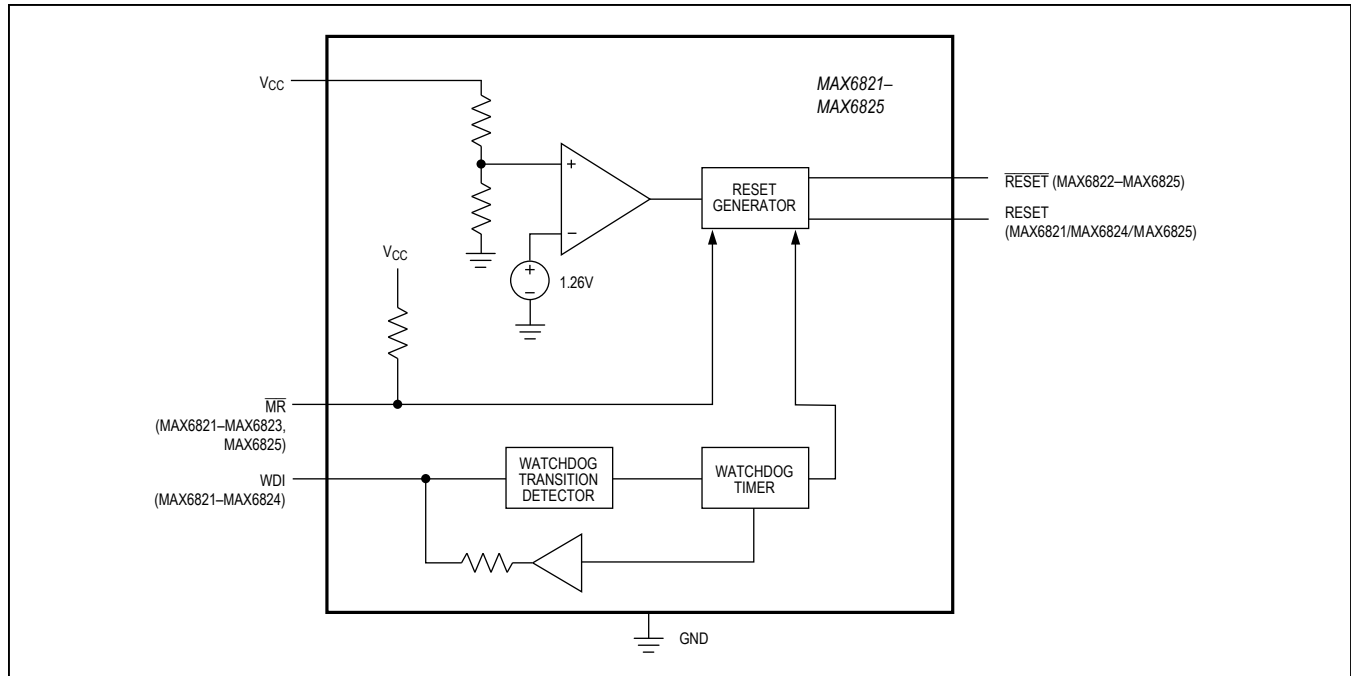 VCC
MAX6821–
MAX6825
+
−
RESET
GENERATOR
RESET (MAX6822–MAX6825)
RESET
(MAX6821/MAX6824/MAX6825)
VCC
+
−
1.26V
MR
(MAX6821–MAX6823,
MAX6825)
WDI
(MAX6821–MAX6824)
WATCHDOG
TRANSITION
DETECTOR
WATCHDOG
TIMER
GND